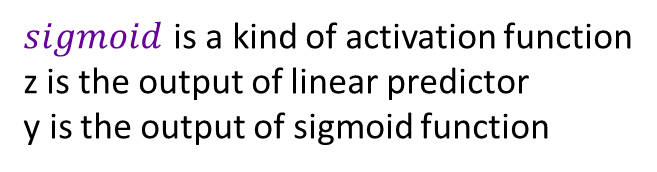 sigmoid is a kind of activation function
z is the output of linear predictor
y is the output of sigmoid function